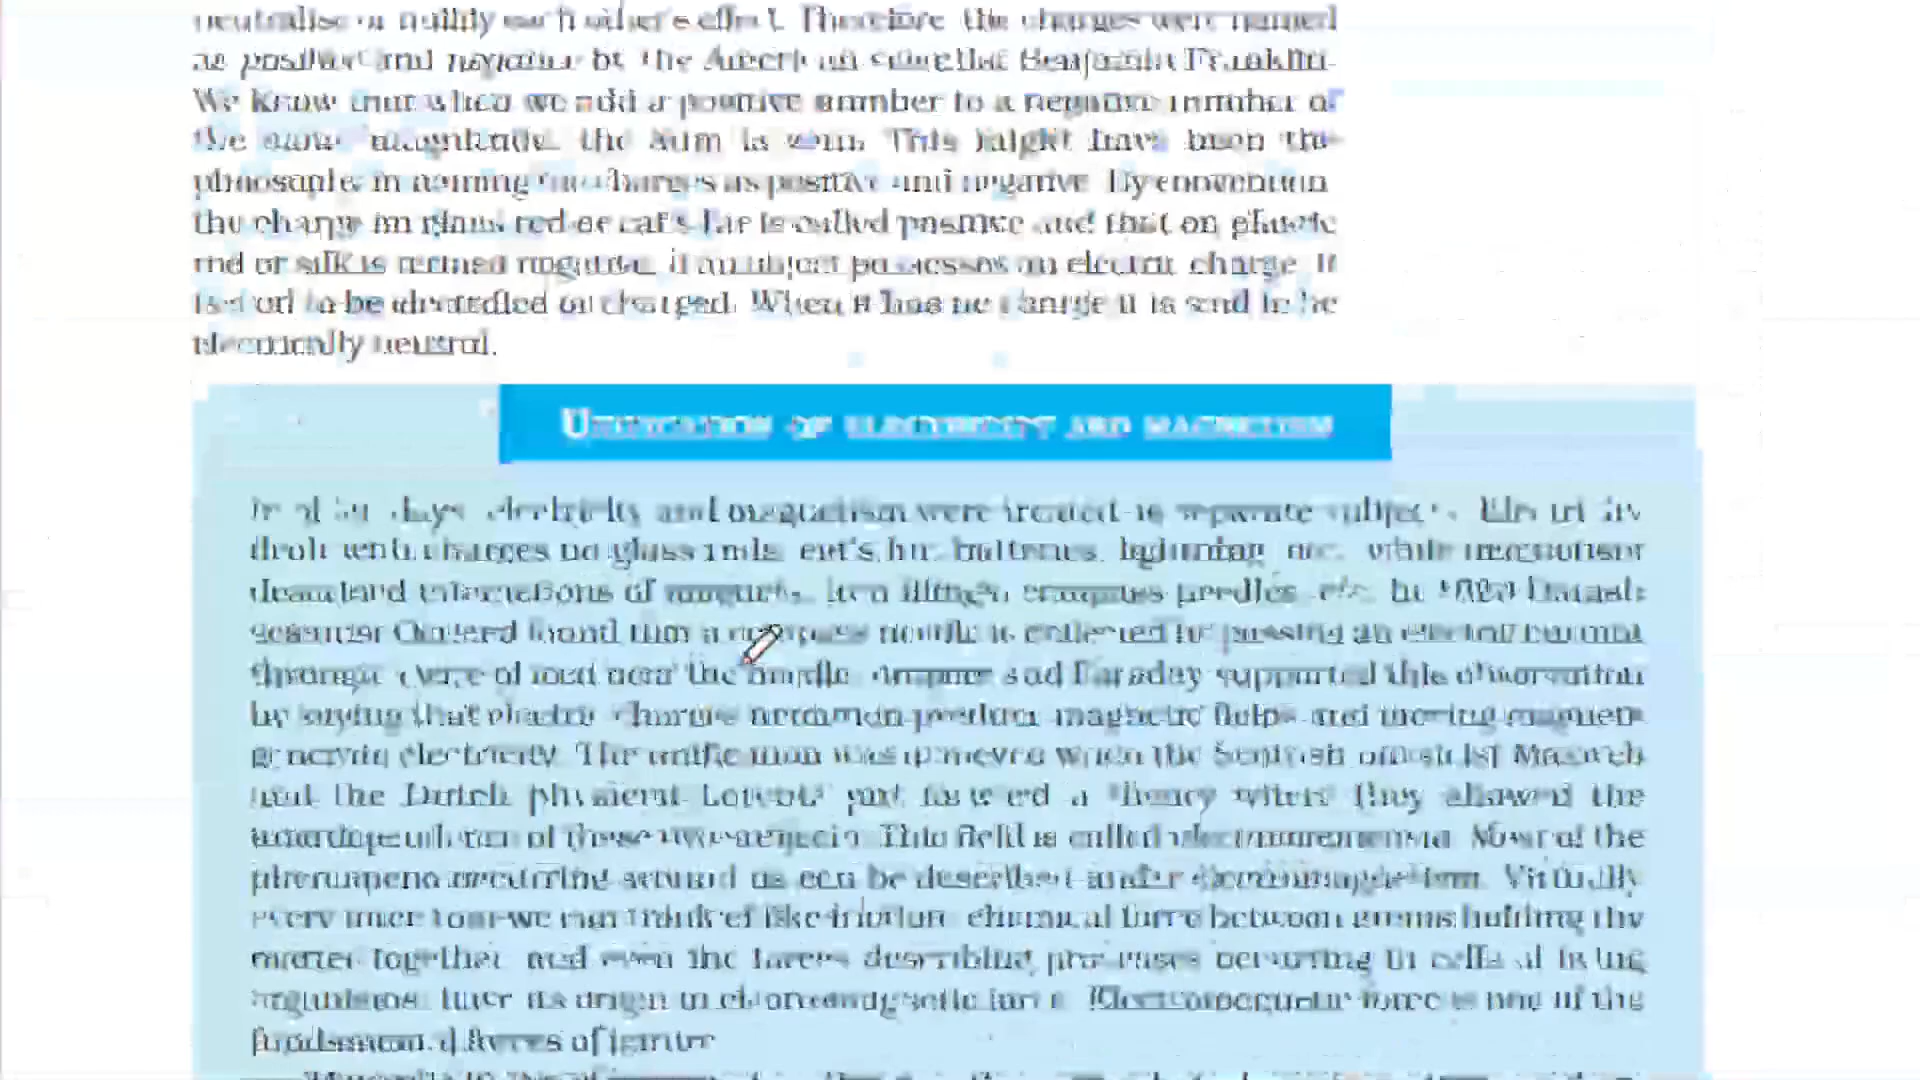 neutralise or nullify each other's effect. Therefore the charges were named
as positive and negative by the American scientist Benjamin Franklin.
We know that when we add a positive number to a negative number of
the same magnitude, the sum is zero. This might have been the
philosophy in naming the charges as positive and negative. By convention
the charge on glass rod or cat's fur is called positive and that on plastic
rod or silk is termed negative. If an object possesses an electric charge, it
is said to be electrified or charged. When it has no charge it is said to be
electrically neutral.
UNIFICATION OF ELECTRICITY AND MAGNETISM
In days, electricity and magnetism were treated as separate subjects. Electricity
dealt with charges on glass rods, cat's fur, batteries, lightning, etc., while magnetism
described interactions of magnets, iron filings, compass needles, etc. In 1820 Danish
scientist Oersted found that a compass needle is deflected by passing an electric current
through a wire placed near the needle. Ampere and Faraday supported this observation
by saying that electric charges in motion produce magnetic fields and moving magnets
generate electricity. The unification was achieved when the Scottish physicist Maxwell
and the Dutch physicist Lorentz put forward a theory where they showed the
interdependence of these two subjects. This field is called electromagnetism. Most of the
phenomena occurring around us can be described under electromagnetism. Virtually
every force that we can think of like friction, chemical force between atoms holding the
matter together, and even the forces describing processes occurring in cells of living
organisms, have its origin in electromagnetic force. Electromagnetic force is one of the
fundamental forces of nature.